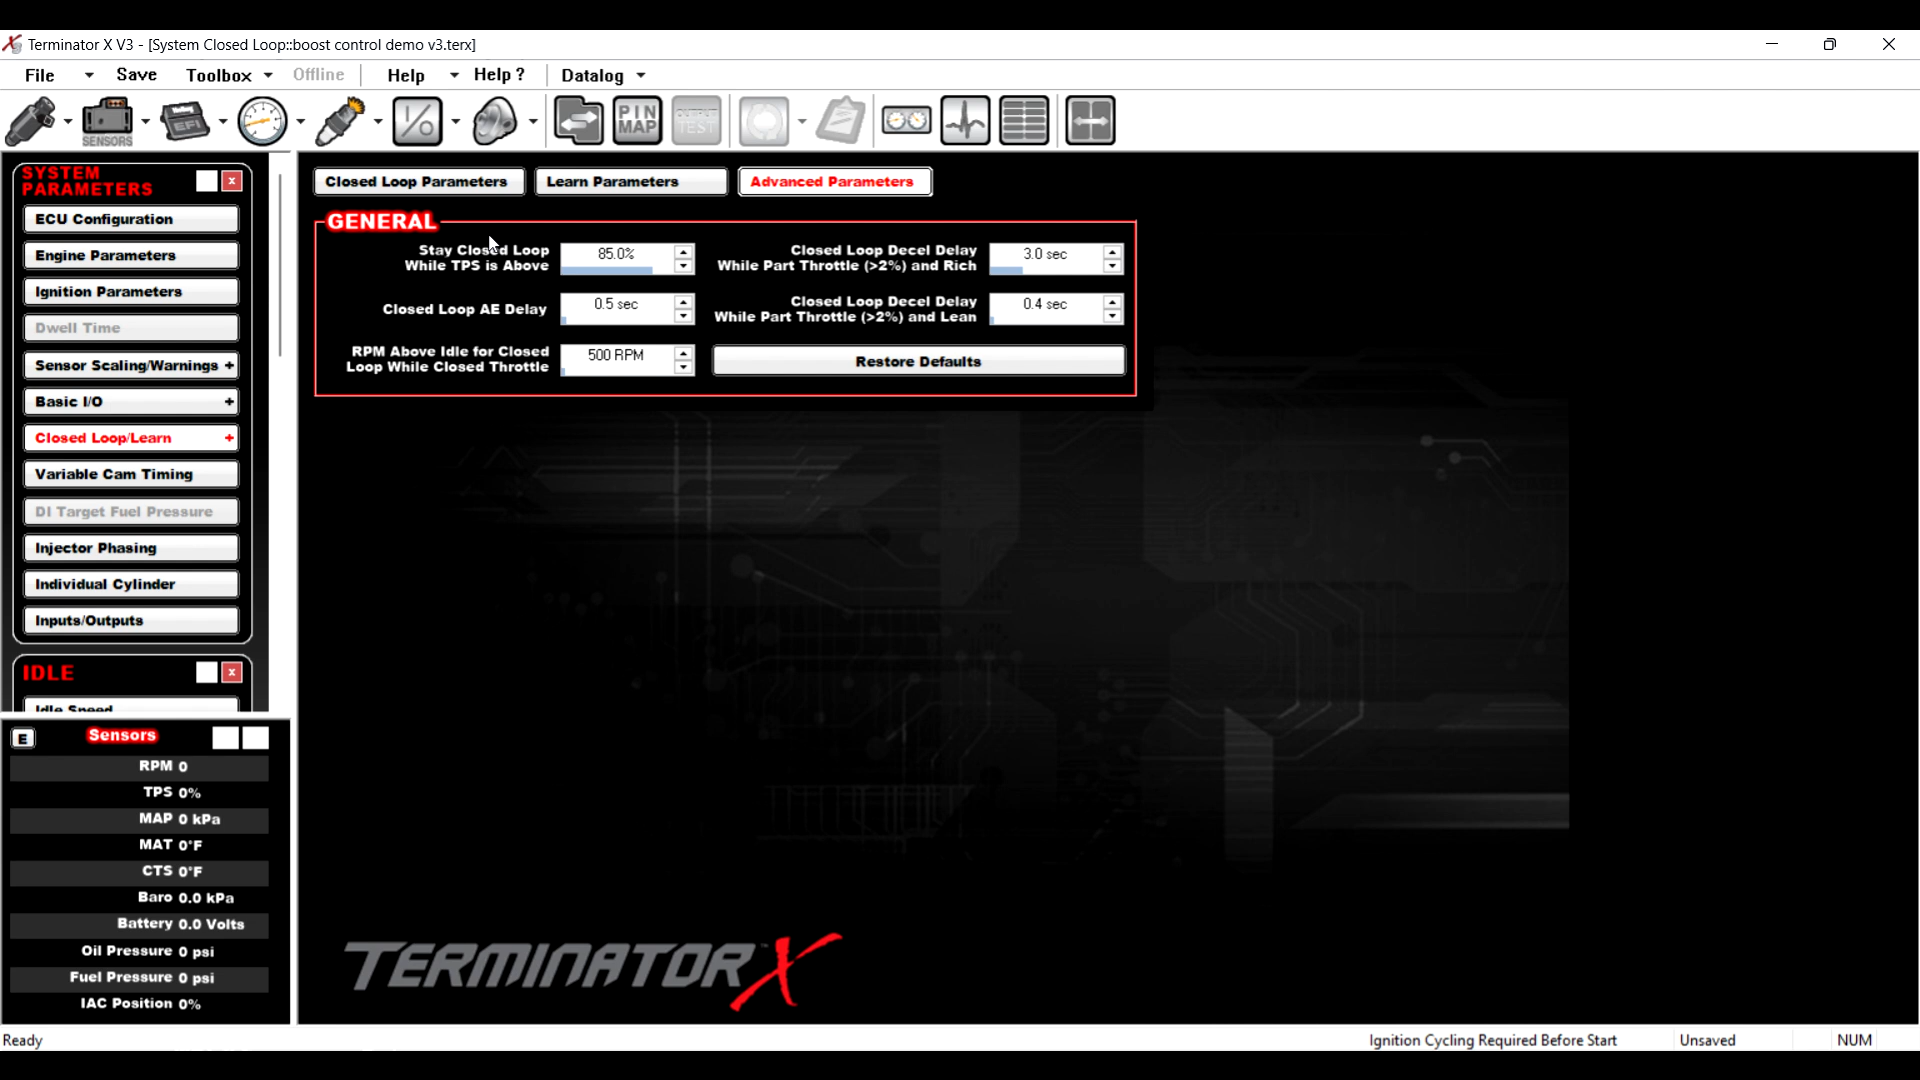 Terminator X V3 - [System Closed Loop::boost control demo v3.terx]
File Save Toolbox Offline Help Help ? Datalog
SENSORS EFI I/O PIN MAP OUTPUT TEST
SYSTEM
PARAMETERS
ECU Configuration
Engine Parameters
Ignition Parameters
Dwell Time
Sensor Scaling/Warnings +
Basic I/O +
Closed Loop/Learn +
Variable Cam Timing
DI Target Fuel Pressure
Injector Phasing
Individual Cylinder
Inputs/Outputs
IDLE
Idle Speed
E Sensors
RPM 0
TPS 0%
MAP 0 kPa
MAT 0°F
CTS 0°F
Baro 0.0 kPa
Battery 0.0 Volts
Oil Pressure 0 psi
Fuel Pressure 0 psi
IAC Position 0%
Closed Loop Parameters Learn Parameters Advanced Parameters
GENERAL
Stay Closed Loop
While TPS is Above
85.0%
Closed Loop Decel Delay
While Part Throttle (>2%) and Rich
3.0 sec
Closed Loop AE Delay
0.5 sec
Closed Loop Decel Delay
While Part Throttle (>2%) and Lean
0.4 sec
RPM Above Idle for Closed
Loop While Closed Throttle
500 RPM
Restore Defaults
TERMINATOR X
Ready Ignition Cycling Required Before Start Unsaved NUM